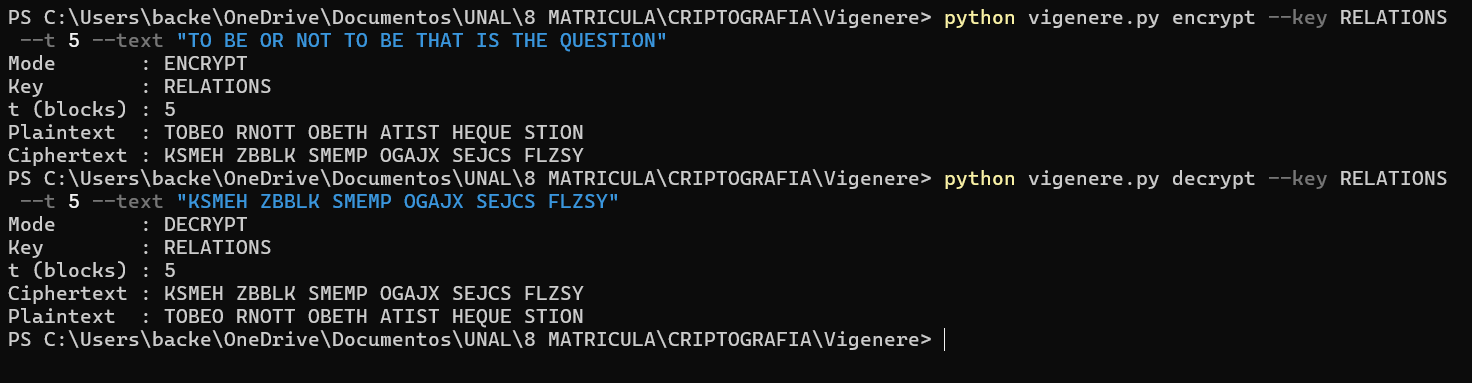 PS C:\Users\backe\OneDrive\Documentos\UNAL\8 MATRICULA\CRIPTOGRAFIA\Vigenere> python vigenere.py encrypt --key RELATIONS
 --t 5 --text "TO BE OR NOT TO BE THAT IS THE QUESTION"
Mode        : ENCRYPT
Key         : RELATIONS
t (blocks) : 5
Plaintext  : TOBEO RNOTT OBETH ATIST HEQUE STION
Ciphertext : KSMEH ZBBLK SMEMP OGAJX SEJCS FLZSY
PS C:\Users\backe\OneDrive\Documentos\UNAL\8 MATRICULA\CRIPTOGRAFIA\Vigenere> python vigenere.py decrypt --key RELATIONS
 --t 5 --text "KSMEH ZBBLK SMEMP OGAJX SEJCS FLZSY"
Mode       : DECRYPT
Key        : RELATIONS
t (blocks) : 5
Ciphertext : KSMEH ZBBLK SMEMP OGAJX SEJCS FLZSY
Plaintext  : TOBEO RNOTT OBETH ATIST HEQUE STION
PS C:\Users\backe\OneDrive\Documentos\UNAL\8 MATRICULA\CRIPTOGRAFIA\Vigenere>